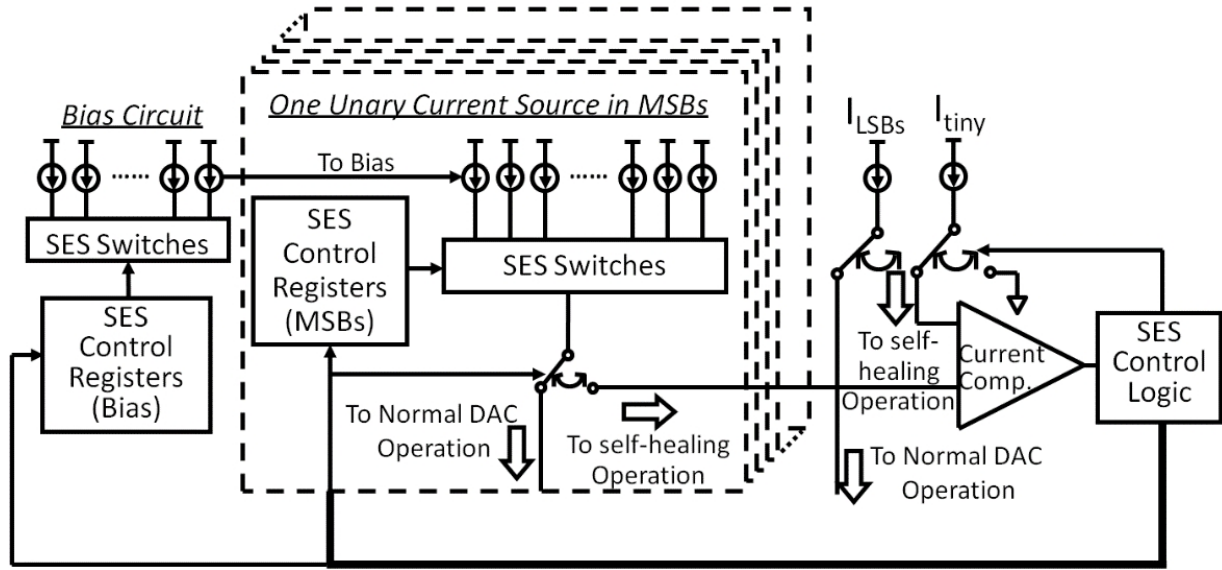 Bias Circuit
One Unary Current Source in MSBs
I_LSBs
I_tiny
To Bias
SES Switches
SES
Control
Registers
(MSBs)
SES Switches
SES
Control
Registers
(Bias)
To Normal DAC
Operation
To self-healing
Operation
To self-
healing
Operation
Current
Comp.
SES
Control
Logic
To Normal DAC
Operation